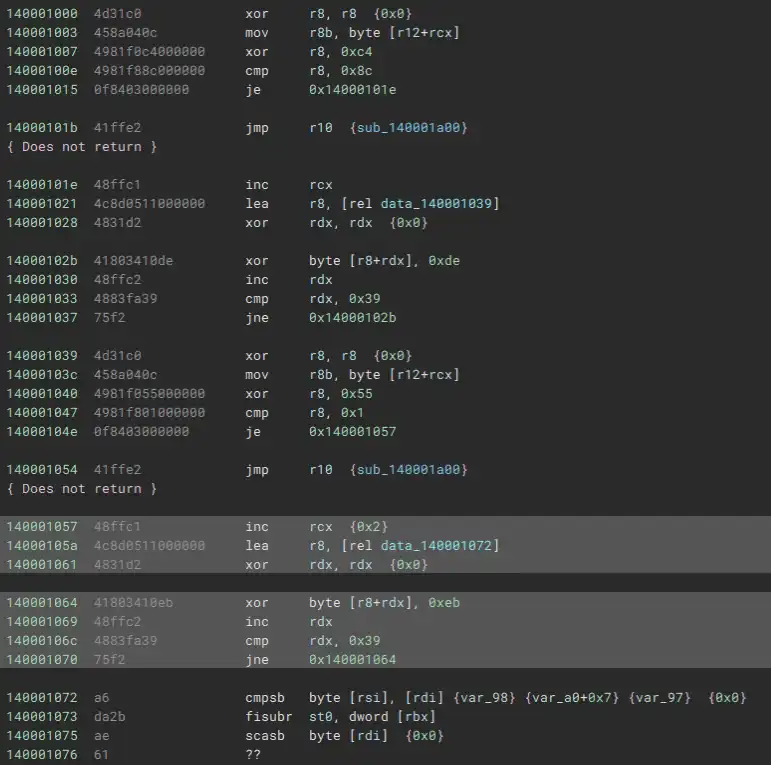 140001000 4d31c0 xor r8, r8 {0x0}
140001003 458a040c mov r8b, byte [r12+rcx]
140001007 4981f0c4000000 xor r8, 0xc4
14000100e 4981f88c000000 cmp r8, 0x8c
140001015 0f8403000000 je 0x14000101e
14000101b 41ffe2 jmp r10 {sub_140001a00}
{ Does not return }
14000101e 48ffc1 inc rcx
140001021 4c8d0511000000 lea r8, [rel data_140001039]
140001028 4831d2 xor rdx, rdx {0x0}
14000102b 41803410de xor byte [r8+rdx], 0xde
140001030 48ffc2 inc rdx
140001033 4883fa39 cmp rdx, 0x39
140001037 75f2 jne 0x14000102b
140001039 4d31c0 xor r8, r8 {0x0}
14000103c 458a040c mov r8b, byte [r12+rcx]
140001040 4981f055000000 xor r8, 0x55
140001047 4981f801000000 cmp r8, 0x1
14000104e 0f8403000000 je 0x140001057
140001054 41ffe2 jmp r10 {sub_140001a00}
{ Does not return }
140001057 48ffc1 inc rcx {0x2}
14000105a 4c8d0511000000 lea r8, [rel data_140001072]
140001061 4831d2 xor rdx, rdx {0x0}
140001064 41803410eb xor byte [r8+rdx], 0xeb
140001069 48ffc2 inc rdx
14000106c 4883fa39 cmp rdx, 0x39
140001070 75f2 jne 0x140001064
140001072 a6 cmpsb byte [rsi], [rdi] {var_98} {var_a0+0x7} {var_97} {0x0}
140001073 da2b fisubr st0, dword [rbx]
140001075 ae scasb byte [rdi] {0x0}
140001076 61 ??